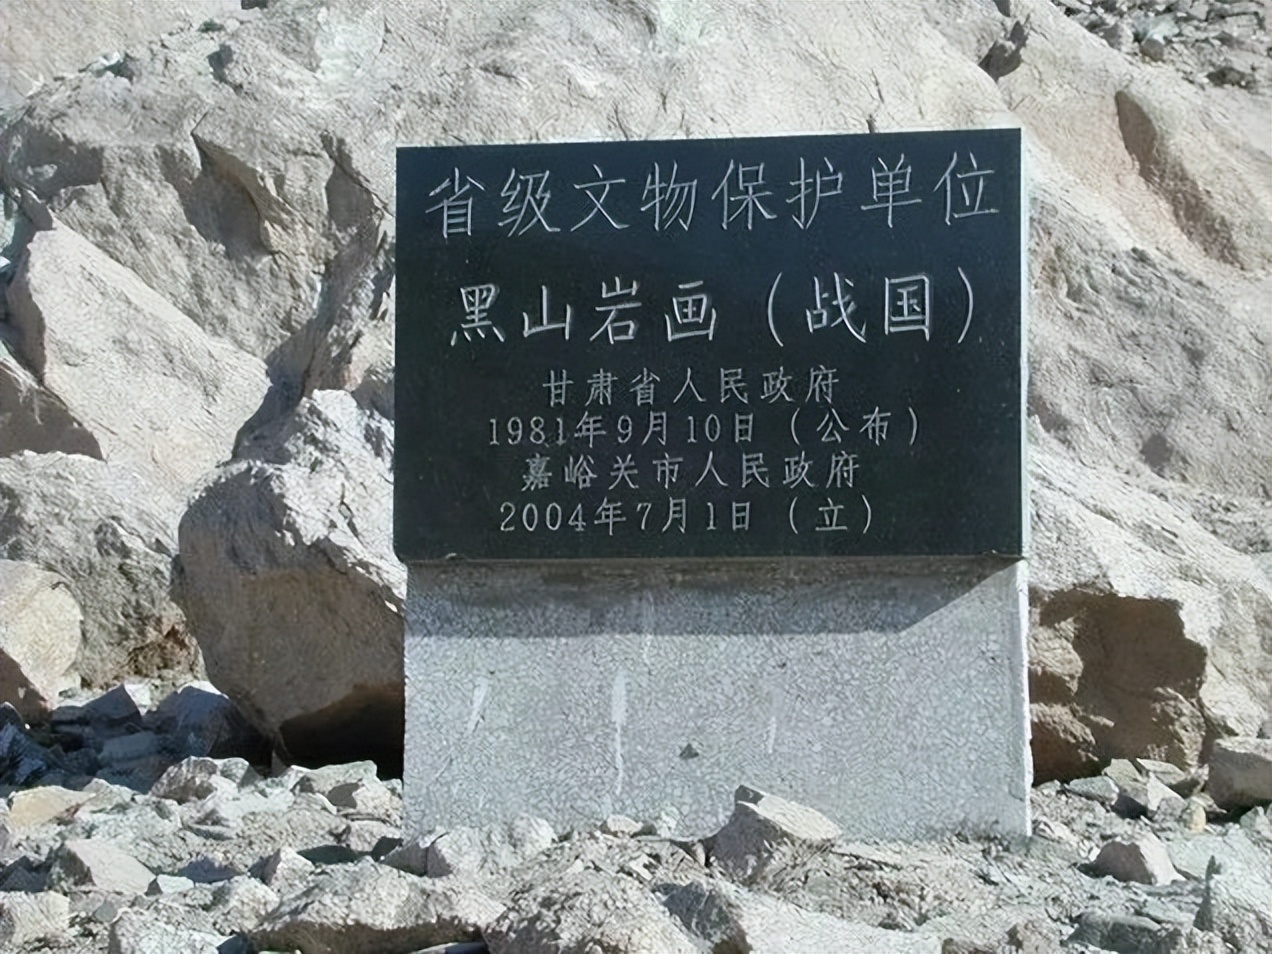 省级文物保护单位
黑山岩画（战国）
甘肃省人民政府
1981年9月10日（公布）
嘉峪关市人民政府
2004年7月1日（立）